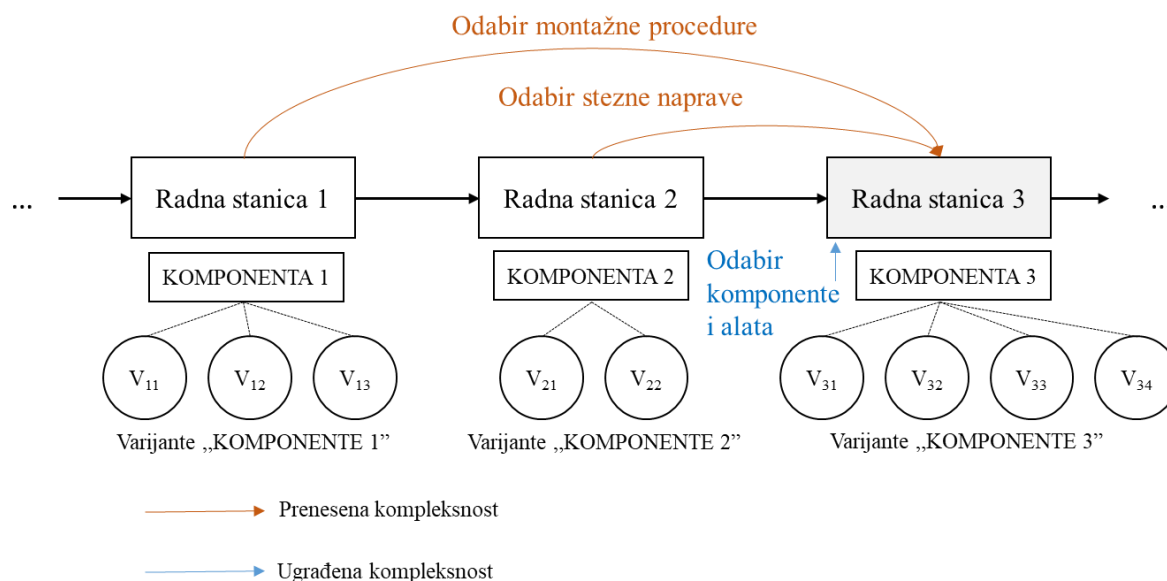 Odabir montažne procedure
Odabir stezne naprave
...
Radna stanica 1
Radna stanica 2
Radna stanica 3
..
KOMPONENTA 1
KOMPONENTA 2
Odabir
komponente
i alata
KOMPONENTA 3
V11
V12
V13
V21
V22
V31
V32
V33
V34
Varijante „KOMPONENTE 1”
Varijante „KOMPONENTE 2”
Varijante „KOMPONENTE 3”
Prenesena kompleksnost
Ugrađena kompleksnost